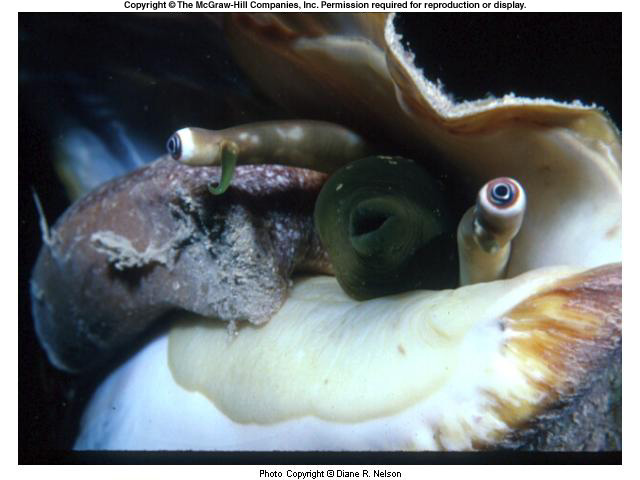 Copyright © The McGraw-Hill Companies, Inc. Permission required for reproduction or display.
Photo Copyright © Diane R. Nelson